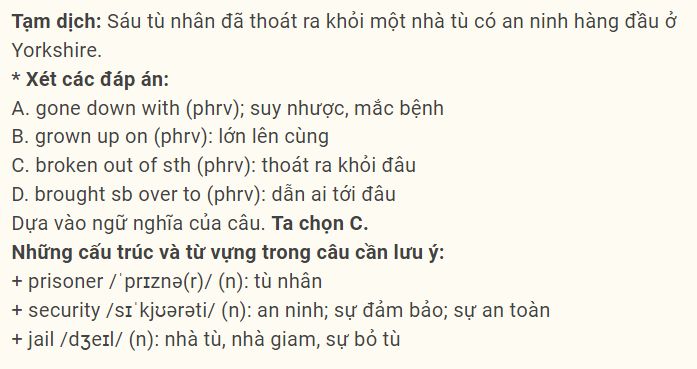 Tạm dịch: Sáu tù nhân đã thoát ra khỏi một nhà tù có an ninh hàng đầu ở
Yorkshire.
* Xét các đáp án:
A. gone down with (phrv); suy nhược, mắc bệnh
B. grown up on (phrv): lớn lên cùng
C. broken out of sth (phrv): thoát ra khỏi đâu
D. brought sb over to (phrv): dẫn ai tới đâu
Dựa vào ngữ nghĩa của câu. Ta chọn C.
Những cấu trúc và từ vựng trong câu cần lưu ý:
+ prisoner /ˈprɪznə(r)/ (n): tù nhân
+ security /sɪˈkjʊərəti/ (n): an ninh; sự đảm bảo; sự an toàn
+ jail /dʒeɪl/ (n): nhà tù, nhà giam, sự bỏ tù